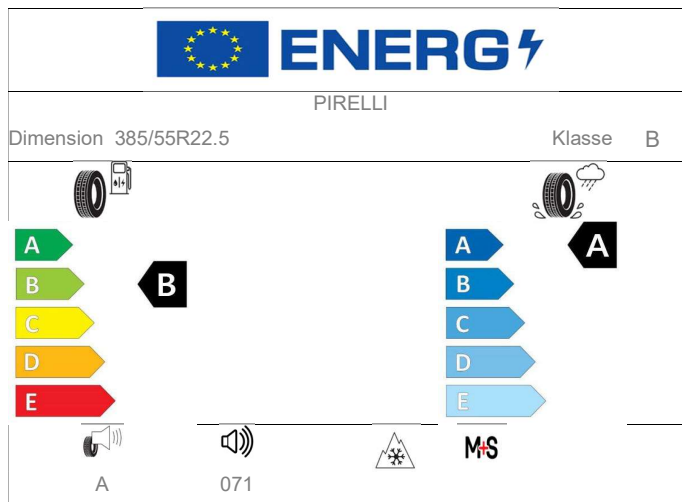 ENERG
PIRELLI
Dimension 385/55R22.5 Klasse B
A A A
B B B
C C
D D
E E
M+S
A 071